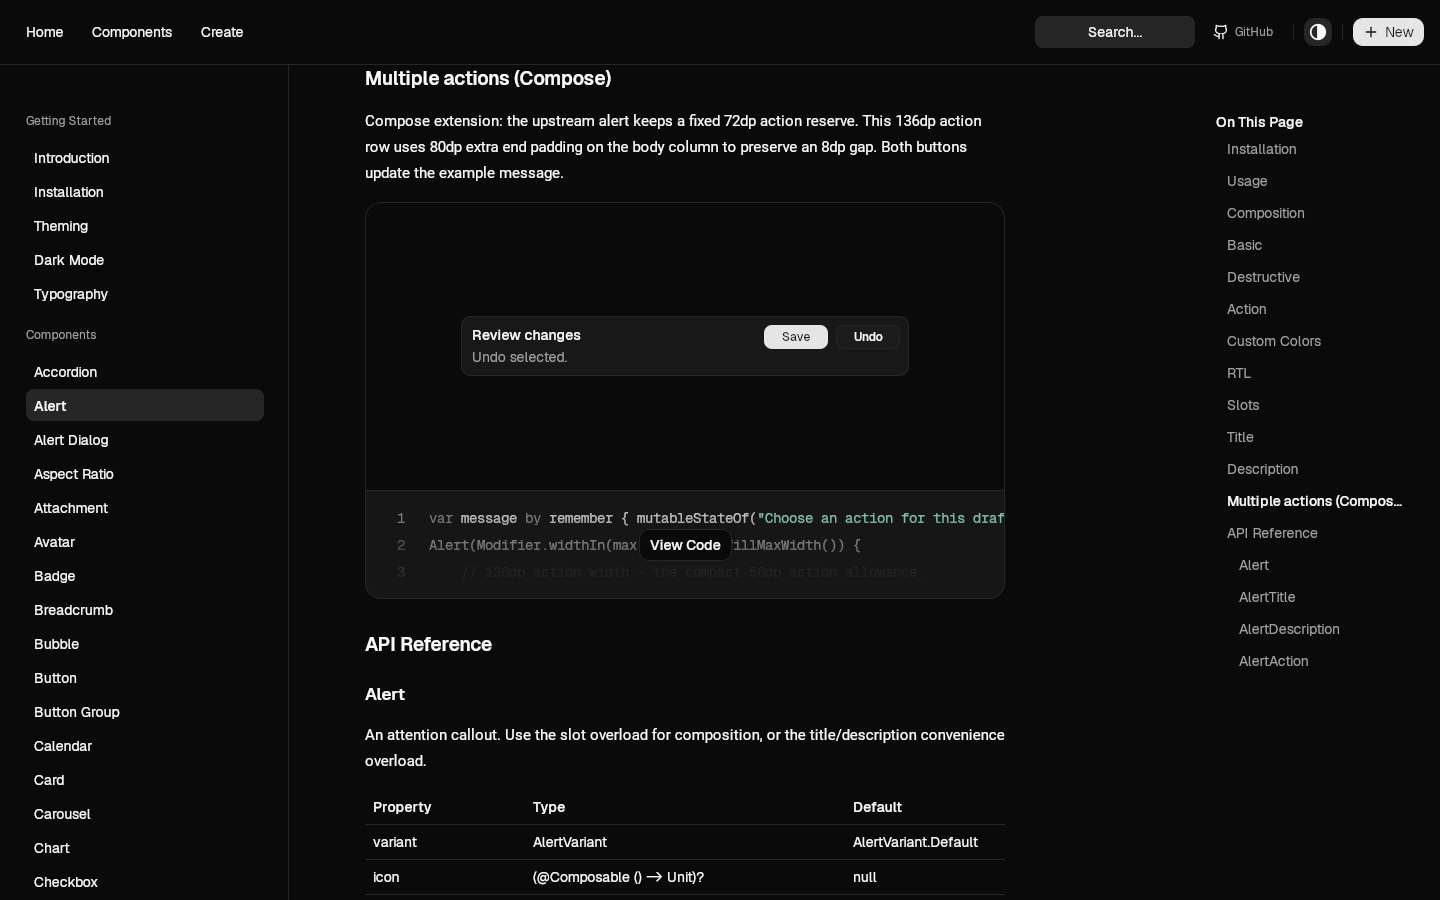 Home
Components
Create
Search...
GitHub
New
Getting Started
Introduction
Installation
Theming
Dark Mode
Typography
Components
Accordion
Alert
Alert Dialog
Aspect Ratio
Attachment
Avatar
Badge
Breadcrumb
Bubble
Button
Button Group
Calendar
Card
Carousel
Chart
Checkbox
Multiple actions (Compose)
Compose extension: the upstream alert keeps a fixed 72dp action reserve. This 136dp action
row uses 80dp extra end padding on the body column to preserve an 8dp gap. Both buttons
update the example message.
Review changes
Undo selected.
Save
Undo
1 var message by remember { mutableStateOf("Choose an action for this draf
2 Alert(Modifier.widthIn(max illMaxWidth()) {
View Code
3 // 136dp action width - the compact 56dp action allowance.
API Reference
Alert
An attention callout. Use the slot overload for composition, or the title/description convenience
overload.
Property Type Default
variant AlertVariant AlertVariant.Default
icon (@Composable () -> Unit)? null
On This Page
Installation
Usage
Composition
Basic
Destructive
Action
Custom Colors
RTL
Slots
Title
Description
Multiple actions (Compos...
API Reference
Alert
AlertTitle
AlertDescription
AlertAction